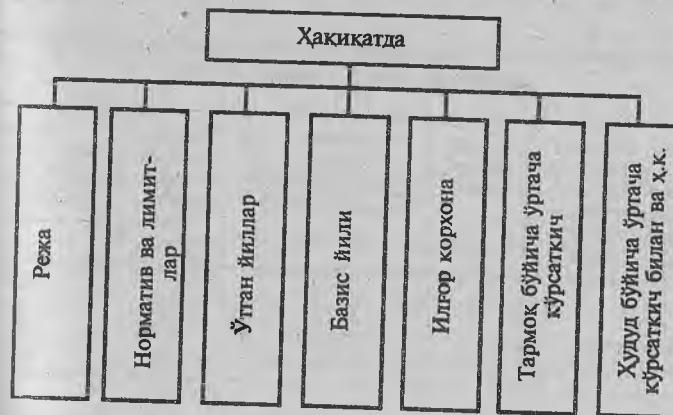 Ҳақиқатда
Режа
Норматив ва лимит-
лар
Ўтган йиллар
Базис йили
Илғор корхона
Тармоқ бўйича ўртача
кўрсаткич
Ҳудуд бўйича ўртача
кўрсаткич билан ва ҳ.к.